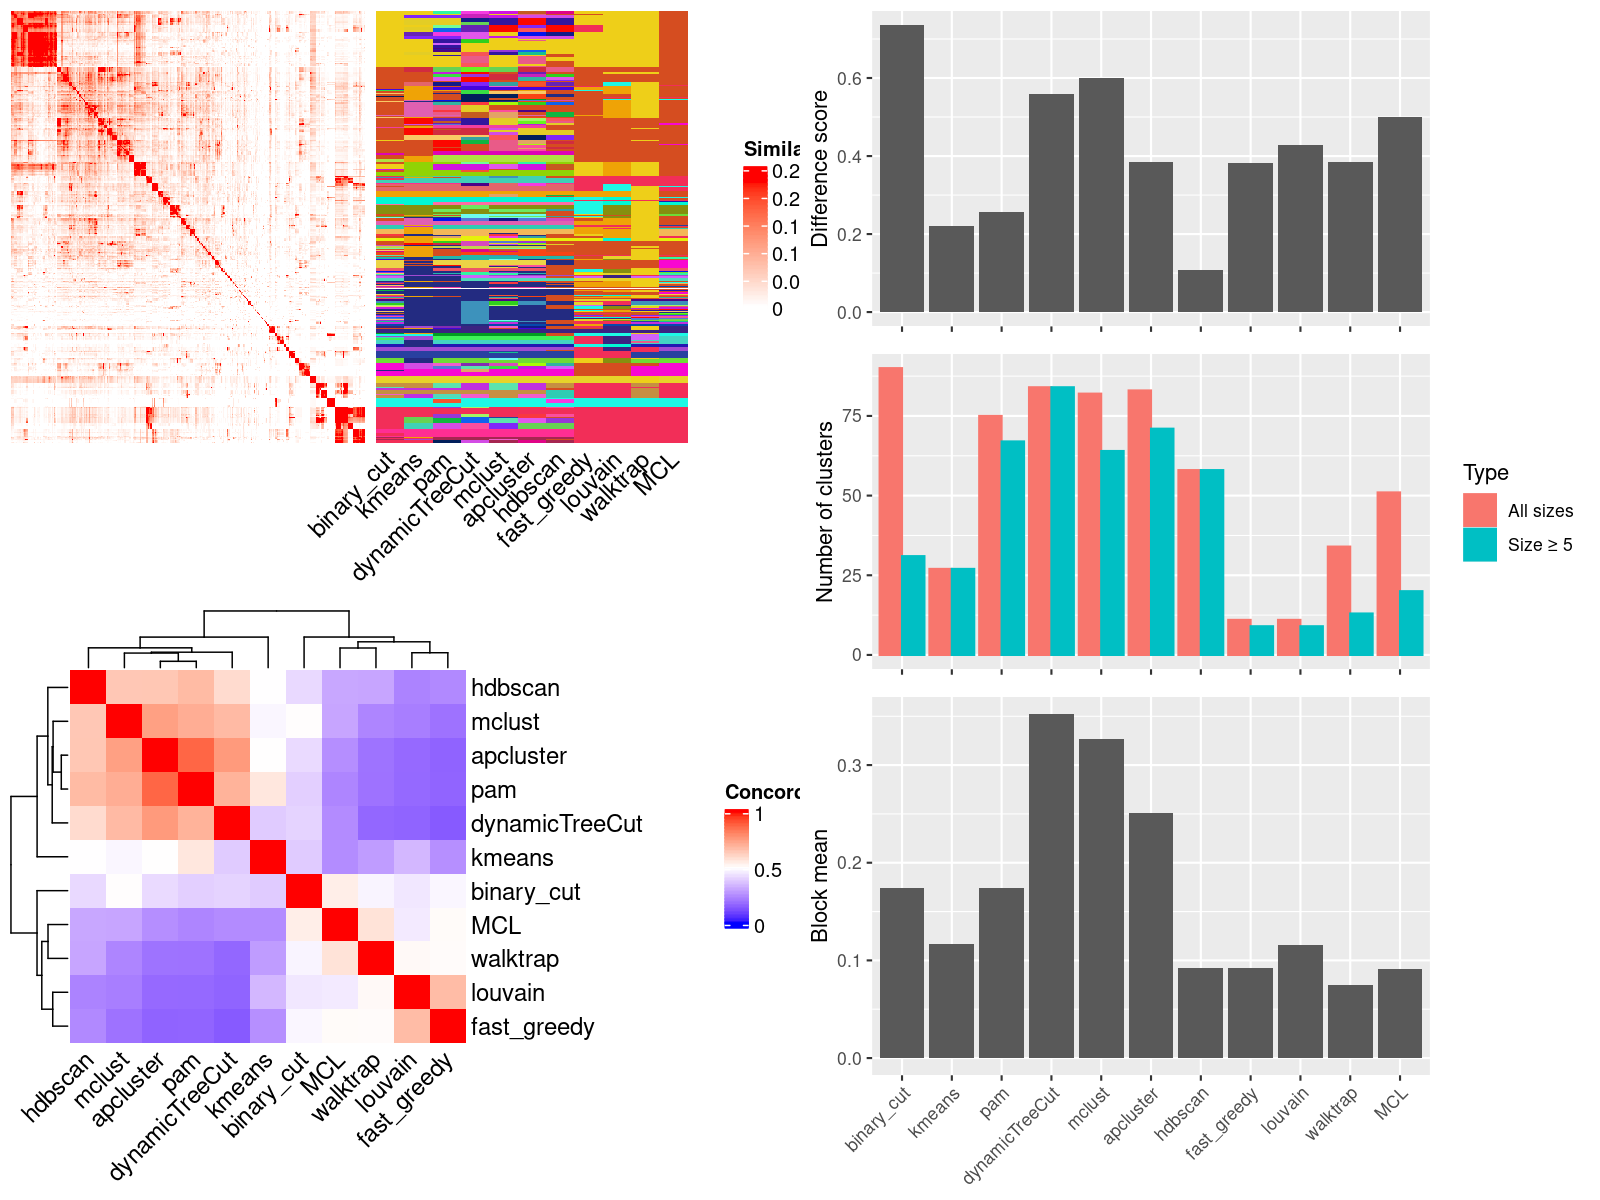 Simila
0.2
0.2
0.1
0.1
0.0
0
binary_cut
kmeans
pam
dynamicTreeCut
mclust
apcluster
hdbscan
fast_greedy
louvain
walktrap
MCL
hdbscan
mclust
apcluster
pam
dynamicTreeCut
kmeans
binary_cut
MCL
walktrap
louvain
fast_greedy
Concord
1
0.5
0
hdbscan
mclust
apcluster
pam
dynamicTreeCut
kmeans
binary_cut
MCL
walktrap
louvain
fast_greedy
Difference score
0.6
0.4
0.2
0.0
Number of clusters
75
50
25
0
Type
All sizes
Size ≥ 5
Block mean
0.3
0.2
0.1
0.0
binary_cut
kmeans
pam
dynamicTreeCut
mclust
apcluster
hdbscan
fast_greedy
louvain
walktrap
MCL